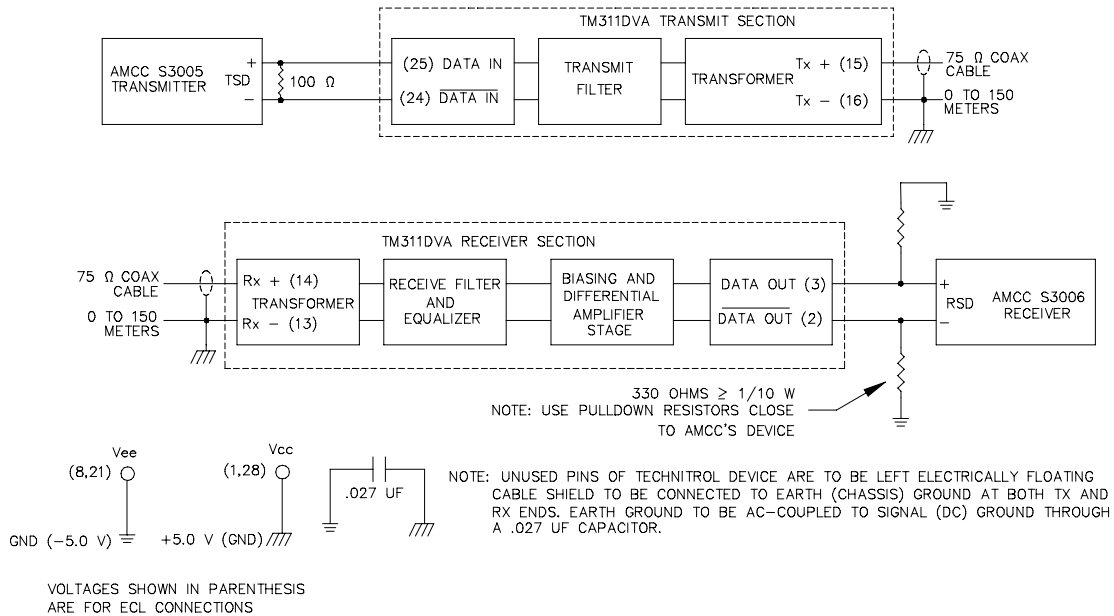 TM311DVA TRANSMIT SECTION
AMCC S3005
TRANSMITTER
TSD
+
−
100 Ω
(25) DATA IN
(24) DATA IN
TRANSMIT
FILTER
TRANSFORMER
Tx + (15)
Tx − (16)
75 Ω COAX
CABLE
0 TO 150
METERS
TM311DVA RECEIVER SECTION
75 Ω COAX
CABLE
0 TO 150
METERS
Rx + (14)
TRANSFORMER
Rx − (13)
RECEIVE FILTER
AND
EQUALIZER
BIASING AND
DIFFERENTIAL
AMPLIFIER
STAGE
DATA OUT (3)
DATA OUT (2)
+
RSD
−
AMCC S3006
RECEIVER
330 OHMS ≥ 1/10 W
NOTE: USE PULLDOWN RESISTORS CLOSE
TO AMCC'S DEVICE
Vee
(8,21)
GND (−5.0 V)
Vcc
(1,28)
+5.0 V (GND)
.027 UF
NOTE: UNUSED PINS OF TECHNITROL DEVICE ARE TO BE LEFT ELECTRICALLY FLOATING
CABLE SHIELD TO BE CONNECTED TO EARTH (CHASSIS) GROUND AT BOTH TX AND
RX ENDS. EARTH GROUND TO BE AC-COUPLED TO SIGNAL (DC) GROUND THROUGH
A .027 UF CAPACITOR.
VOLTAGES SHOWN IN PARENTHESIS
ARE FOR ECL CONNECTIONS